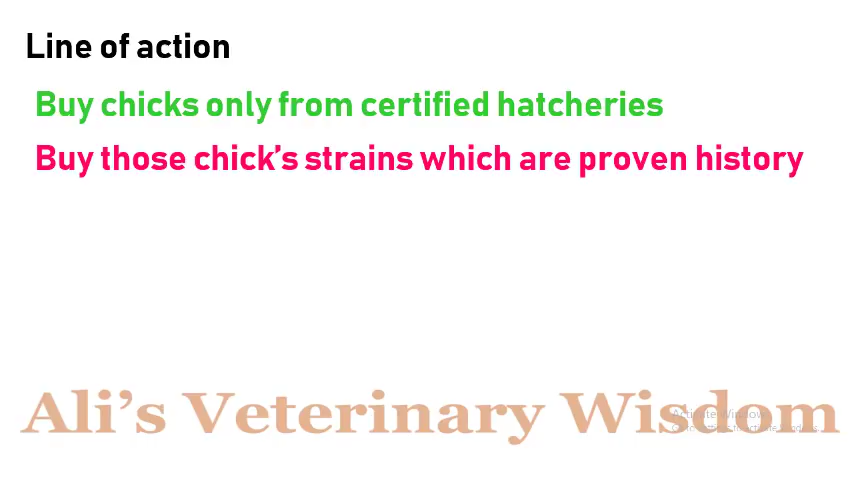 Line of action
Buy chicks only from certified hatcheries
Buy those chick’s strains which are proven history
Ali’s Veterinary Wisdom
Activate Windows